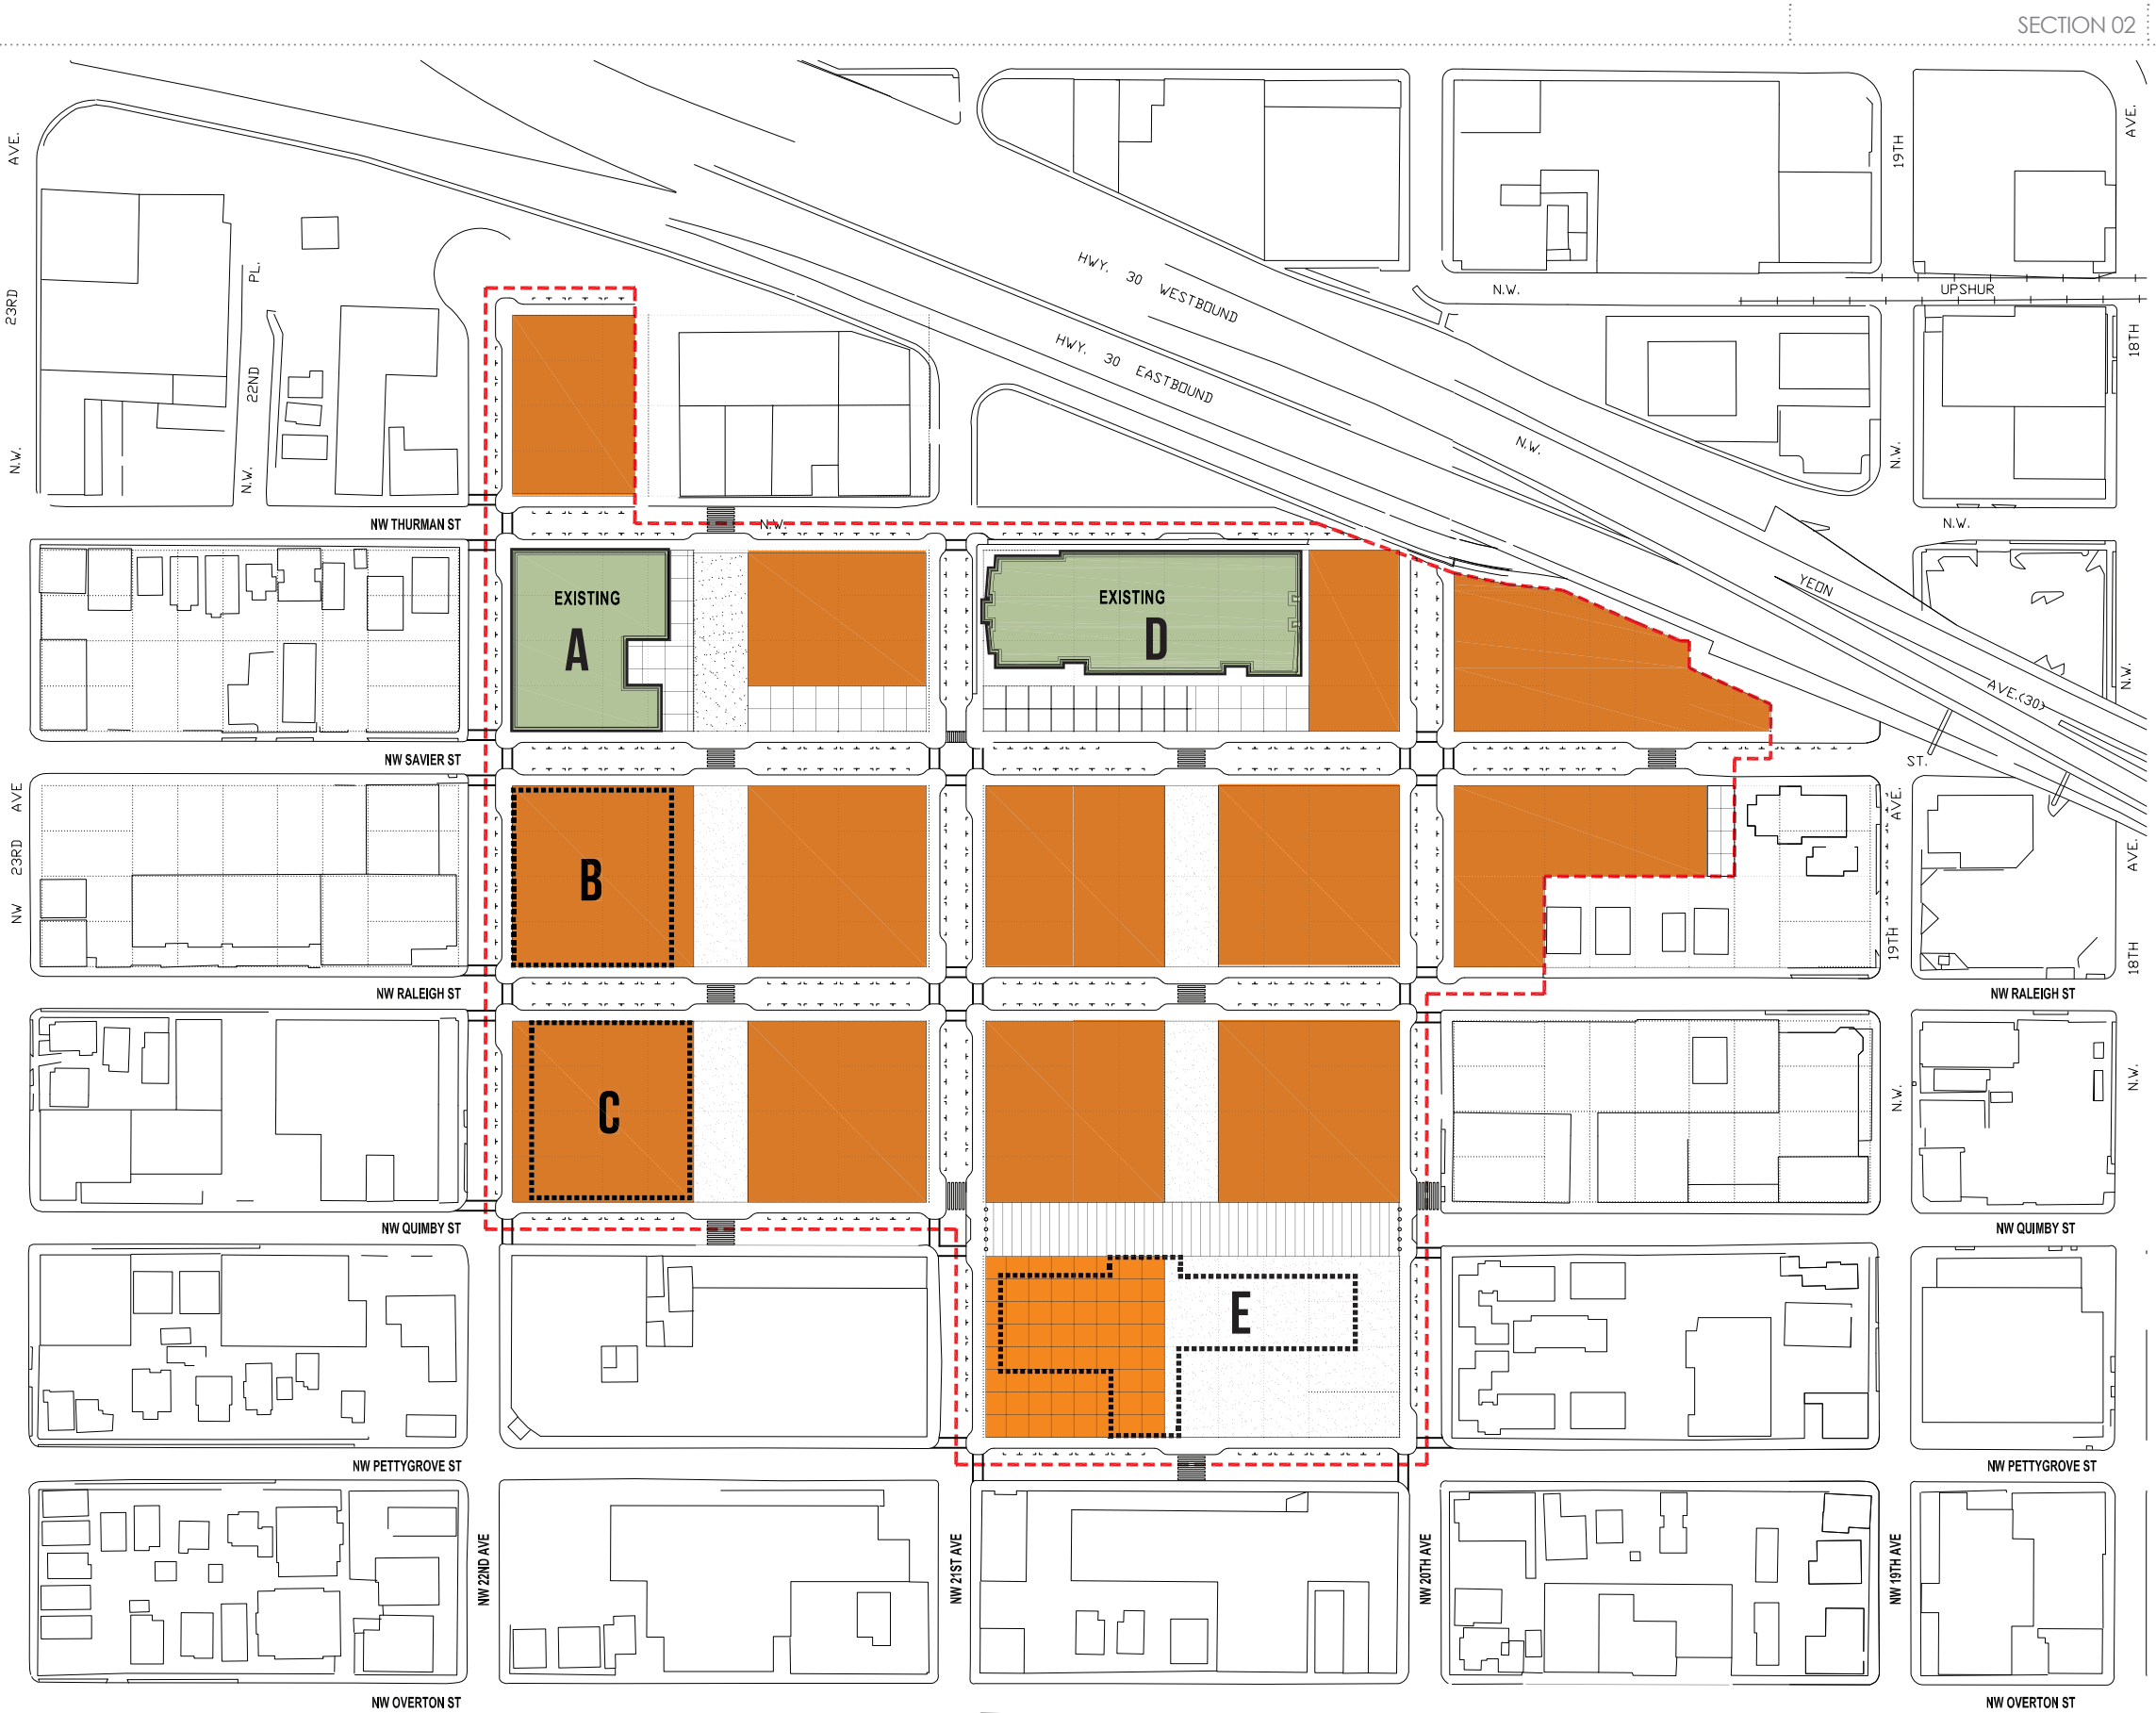 SECTION 02
AVE.
23RD
N.W.
PL.
22ND
N.W.
HWY. 30 WESTBOUND
HWY. 30 EASTBOUND
N.W.
UPSHUR
19TH
N.W.
AVE.
18TH
N.W.
YEON
AVE.(30)
NW THURMAN ST
N.W.
N.W.
N.W.
EXISTING
A
EXISTING
D
NW SAVIER ST
ST.
AVE
23RD
NW
B
AVE.
19TH
N.W.
AVE.
18TH
N.W.
NW RALEIGH ST
NW RALEIGH ST
C
NW QUIMBY ST
NW QUIMBY ST
E
NW PETTYGROVE ST
NW PETTYGROVE ST
NW 22ND AVE
NW 21ST AVE
NW 20TH AVE
NW 19TH AVE
NW OVERTON ST
NW OVERTON ST